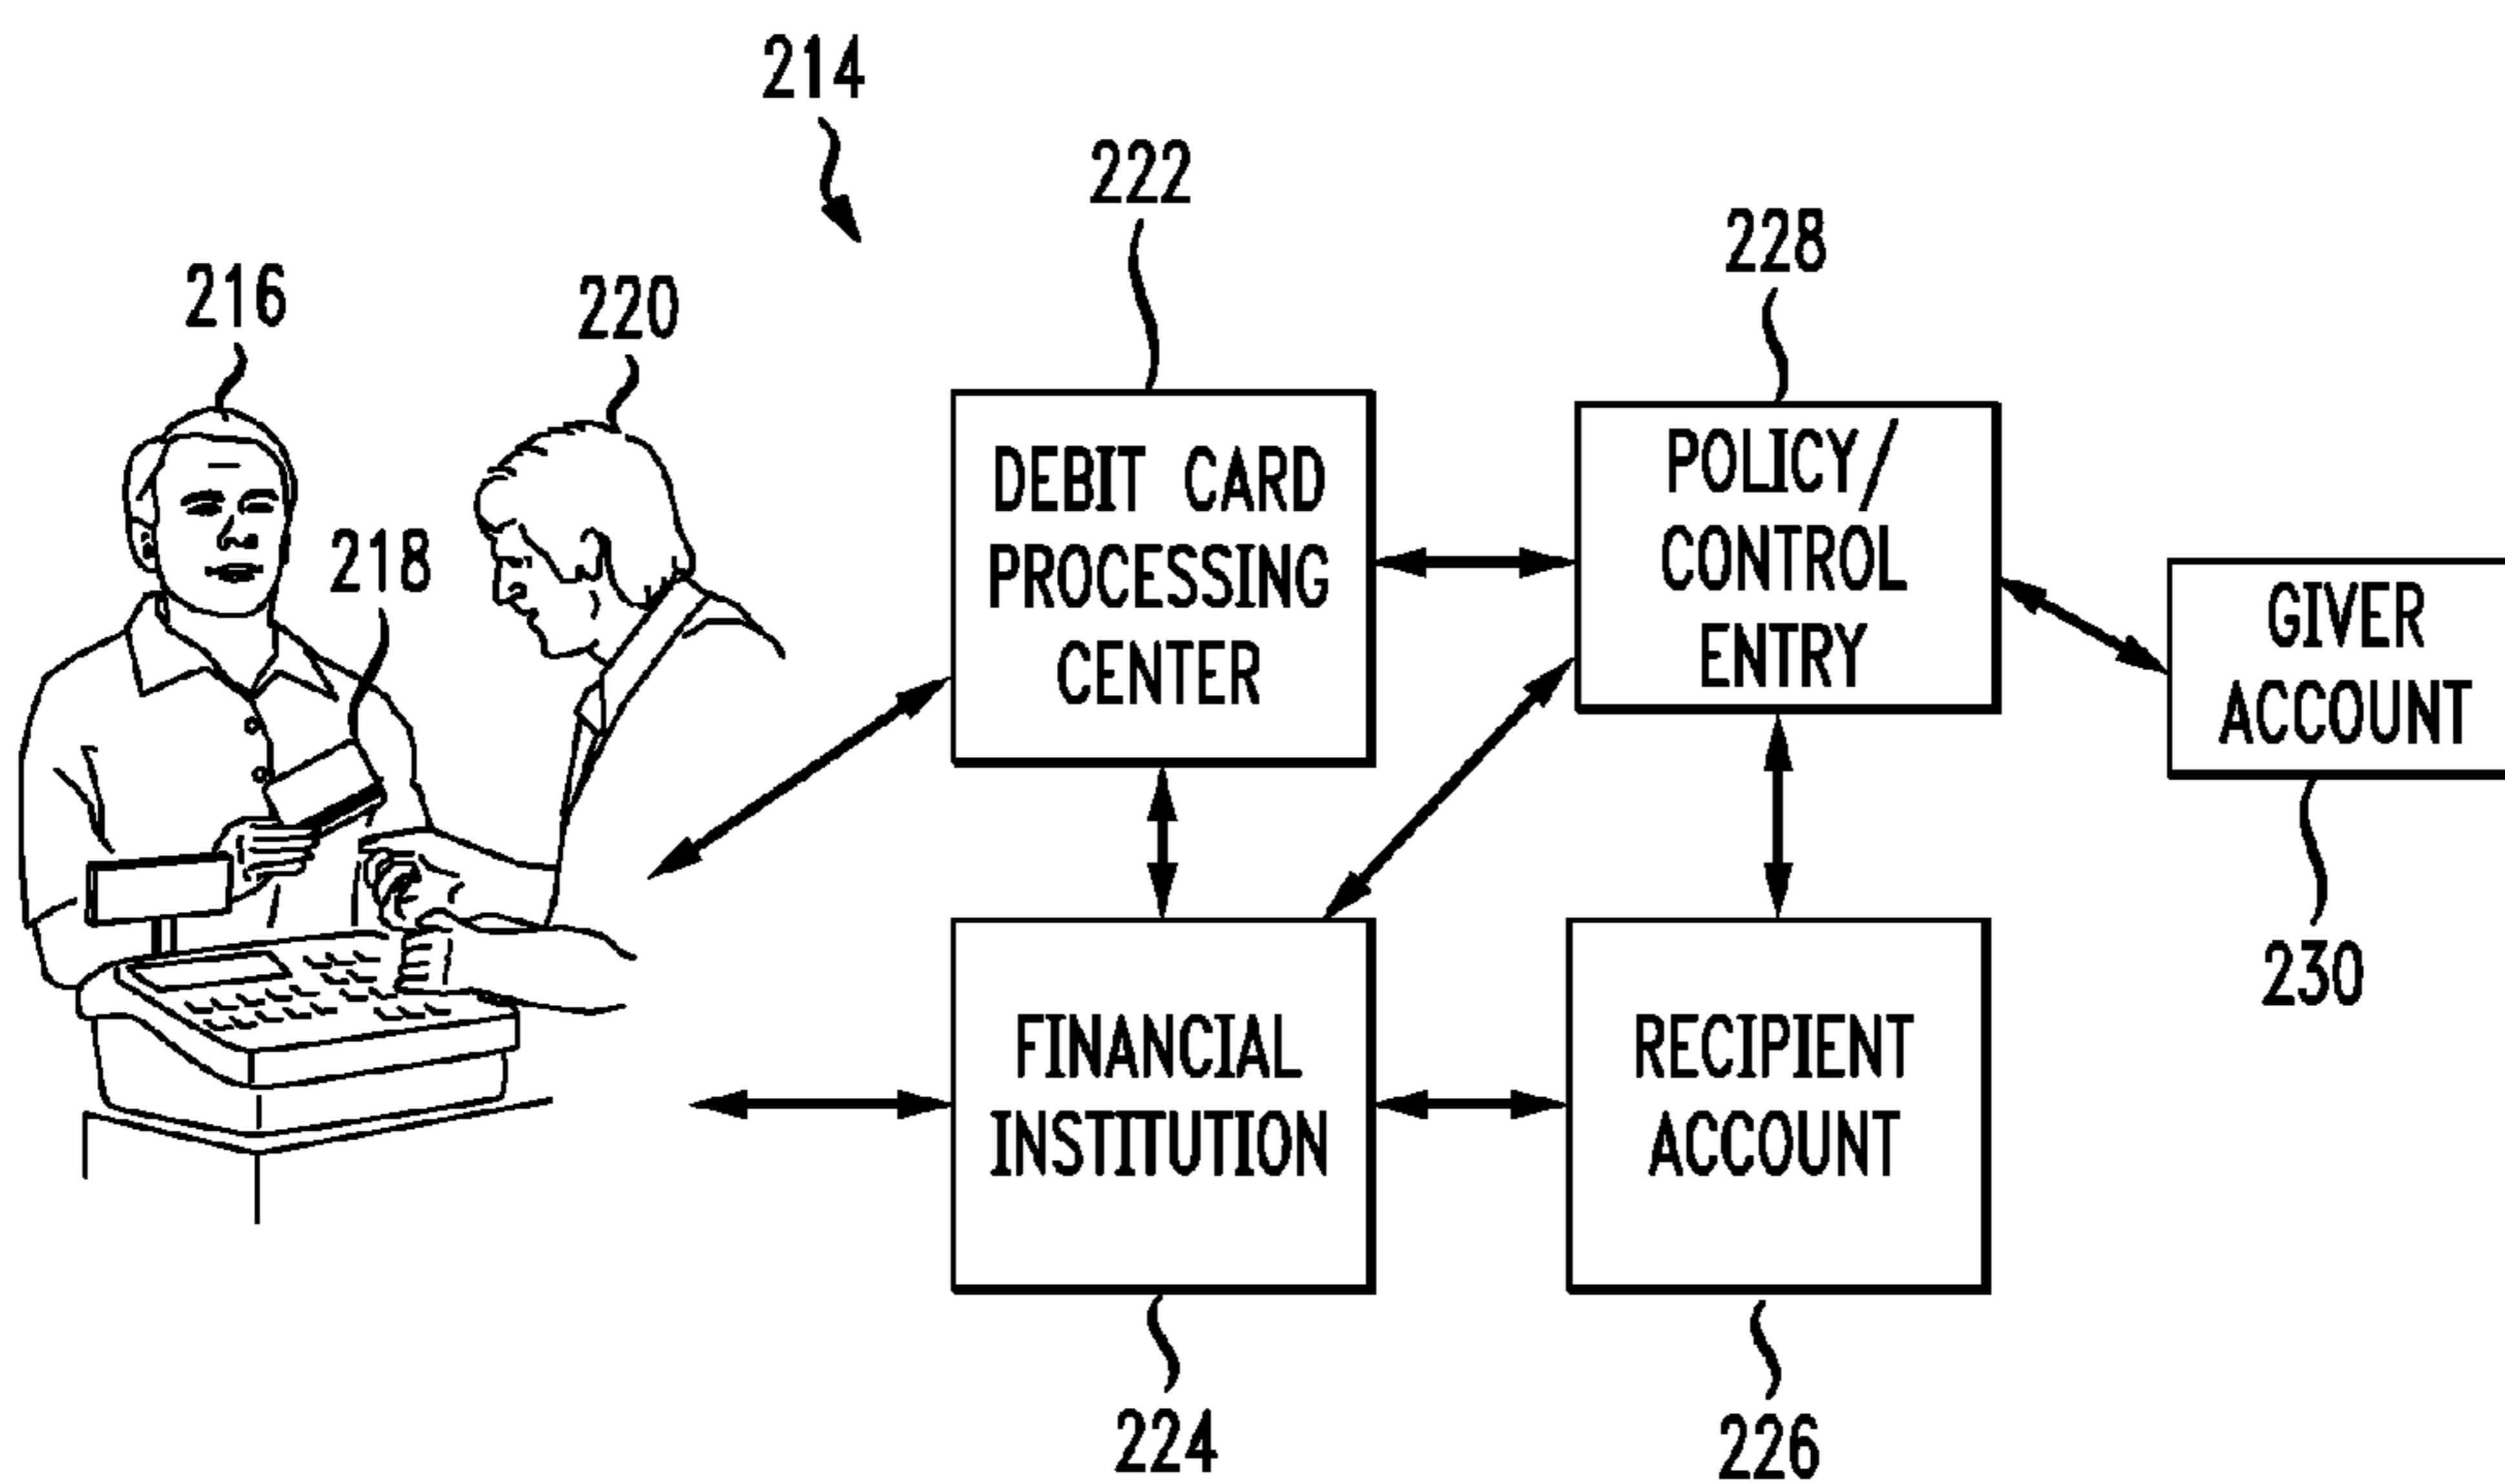 214
222
228
216
220
218
DEBIT CARD
PROCESSING
CENTER
POLICY/
CONTROL
ENTRY
GIVER
ACCOUNT
230
FINANCIAL
INSTITUTION
RECIPIENT
ACCOUNT
224
226